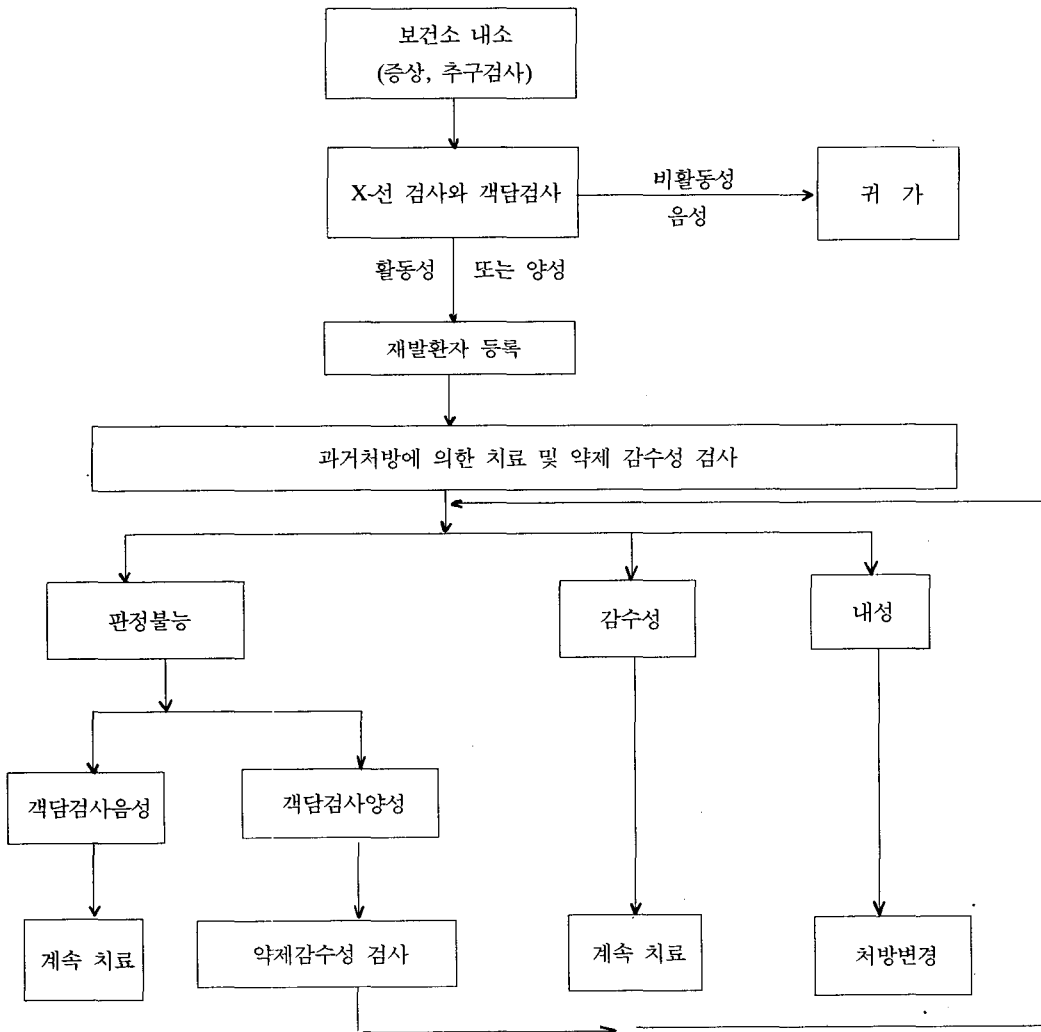 보건소 내소
(증상, 추구검사)
X-선 검사와 객담검사
비활동성
음성
귀 가
활동성 또는 양성
재발환자 등록
과거처방에 의한 치료 및 약제 감수성 검사
판정불능
감수성
내성
객담검사음성
객담검사양성
계속 치료
약제감수성 검사
계속 치료
처방변경